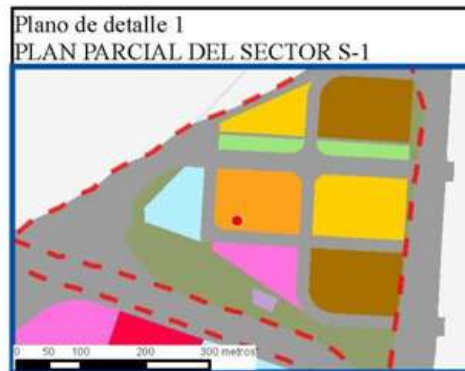 Plano de detalle 1
PLAN PARCIAL DEL SECTOR S-1
0 50 100 200 300 metros